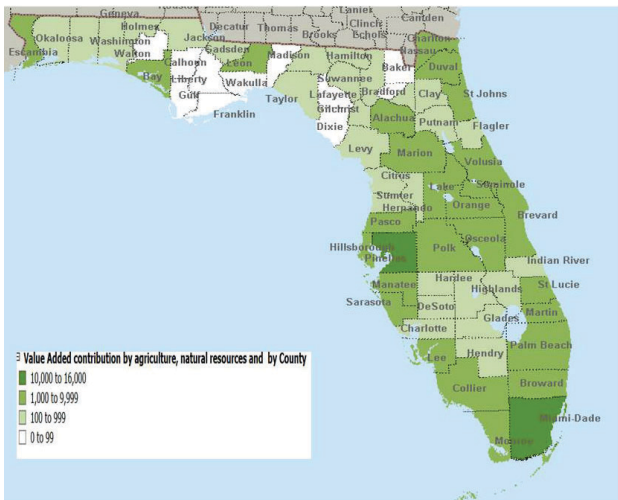 Lanier
Camden
Geneva
Decatur
Thomas
Clinch
Brooks
Echols
Charlton
Holmes
Jackson
Okaloosa
Washington
Gadsden
Madison
Hamilton
Nassau
Escambia
Walton
Leon
Baker
Duval
Calhoun
Bay
Liberty
Suwannee
Wakulla
Bradford
Clay
St Johns
Gulf
Taylor
Lafayette
Gilchrist
Franklin
Alachua
Putnam
Flagler
Dixie
Levy
Marion
Volusia
Citrus
Lake
Seminole
Sumter
Orange
Hernando
Brevard
Pasco
Osceola
Hillsborough
Polk
Pinellas
Indian River
Hardee
Manatee
Highlands
St Lucie
Sarasota
DeSoto
Martin
Glades
Charlotte
Palm Beach
Lee
Hendry
Collier
Broward
Miami-Dade
Monroe
Value Added contribution by agriculture, natural resources and by County
10,000 to 16,000
1,000 to 9,999
100 to 999
0 to 99